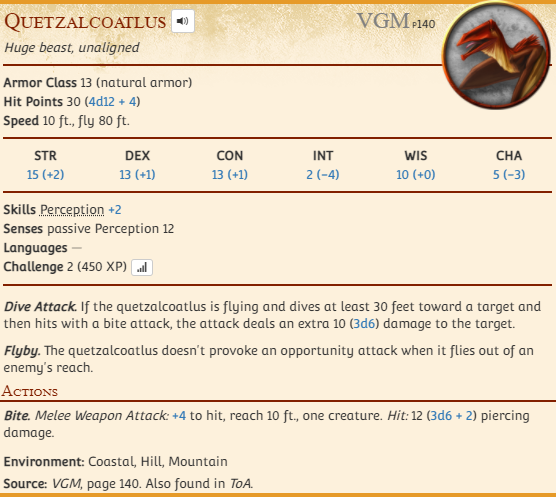 Quetzalcoatlus VGM p140
Huge beast, unaligned
Armor Class 13 (natural armor)
Hit Points 30 (4d12 + 4)
Speed 10 ft., fly 80 ft.
STR DEX CON INT WIS CHA
15 (+2) 13 (+1) 13 (+1) 2 (−4) 10 (+0) 5 (−3)
Skills Perception +2
Senses passive Perception 12
Languages —
Challenge 2 (450 XP)
Dive Attack. If the quetzalcoatlus is flying and dives at least 30 feet toward a target and
then hits with a bite attack, the attack deals an extra 10 (3d6) damage to the target.
Flyby. The quetzalcoatlus doesn't provoke an opportunity attack when it flies out of an
enemy's reach.
Actions
Bite. Melee Weapon Attack: +4 to hit, reach 10 ft., one creature. Hit: 12 (3d6 + 2) piercing
damage.
Environment: Coastal, Hill, Mountain
Source: VGM, page 140. Also found in ToA.